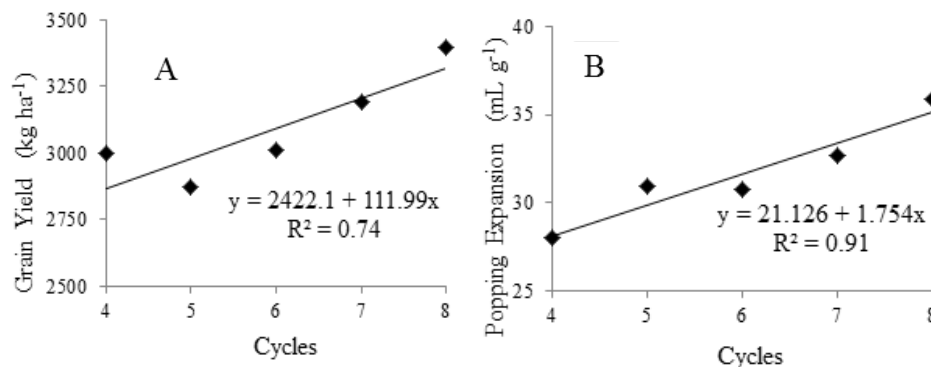 A
Grain Yield (kg ha⁻¹)
3500
3250
3000
2750
2500
y = 2422.1 + 111.99x
R² = 0.74
4 5 6 7 8
Cycles
B
Popping Expansion (mL g⁻¹)
40
35
30
25
y = 21.126 + 1.754x
R² = 0.91
4 5 6 7 8
Cycles